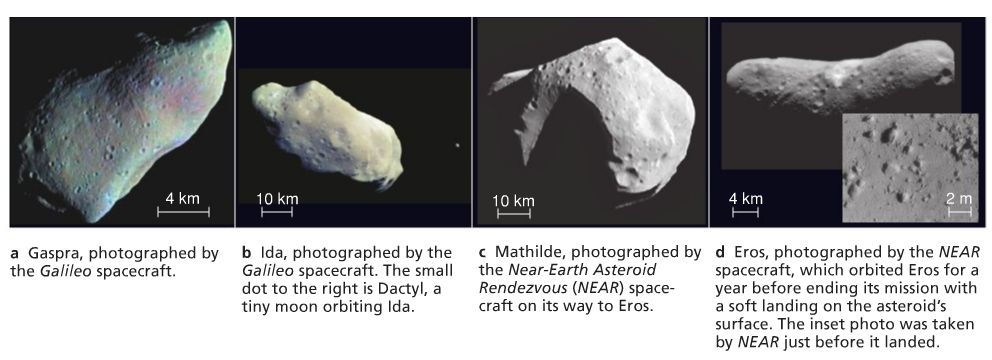 4 km
10 km
10 km
4 km
2 m
a Gaspra, photographed by
the Galileo spacecraft.
b Ida, photographed by the
Galileo spacecraft. The small
dot to the right is Dactyl, a
tiny moon orbiting Ida.
c Mathilde, photographed by
the Near-Earth Asteroid
Rendezvous (NEAR) space-
craft on its way to Eros.
d Eros, photographed by the NEAR
spacecraft, which orbited Eros for a
year before ending its mission with
a soft landing on the asteroid's
surface. The inset photo was taken
by NEAR just before it landed.